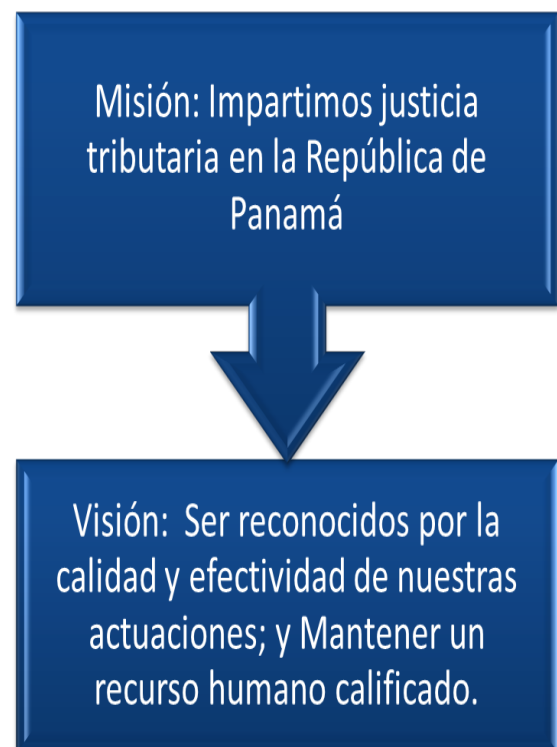 Misión: Impartimos justicia
tributaria en la República de
Panamá
Visión:  Ser reconocidos por la
calidad y efectividad de nuestras
actuaciones; y Mantener un
recurso humano calificado.